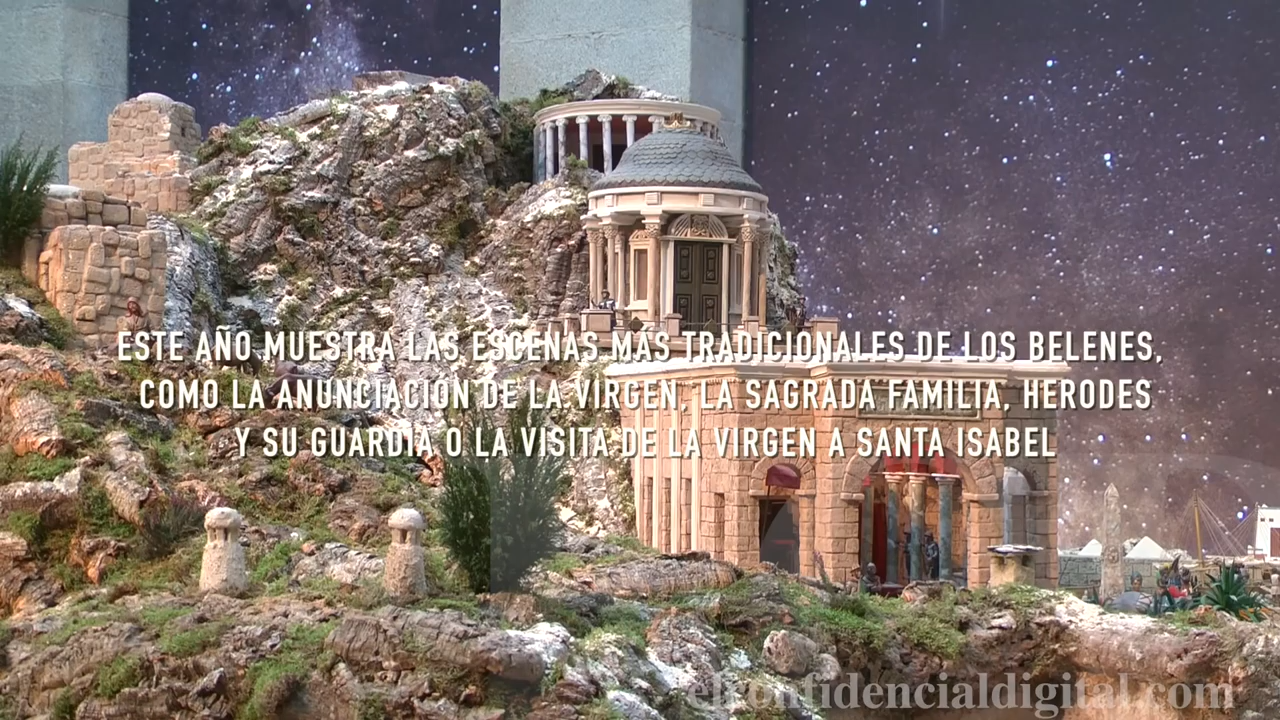 ESTE AÑO MUESTRA LAS ESCENAS MAS TRADICIONALES DE LOS BELENES,
COMO LA ANUNCIACIÓN DE LA VIRGEN, LA SAGRADA FAMILIA, HERODES
Y SU GUARDIA O LA VISITA DE LA VIRGEN A SANTA ISABEL
elconfidencialdigital.com